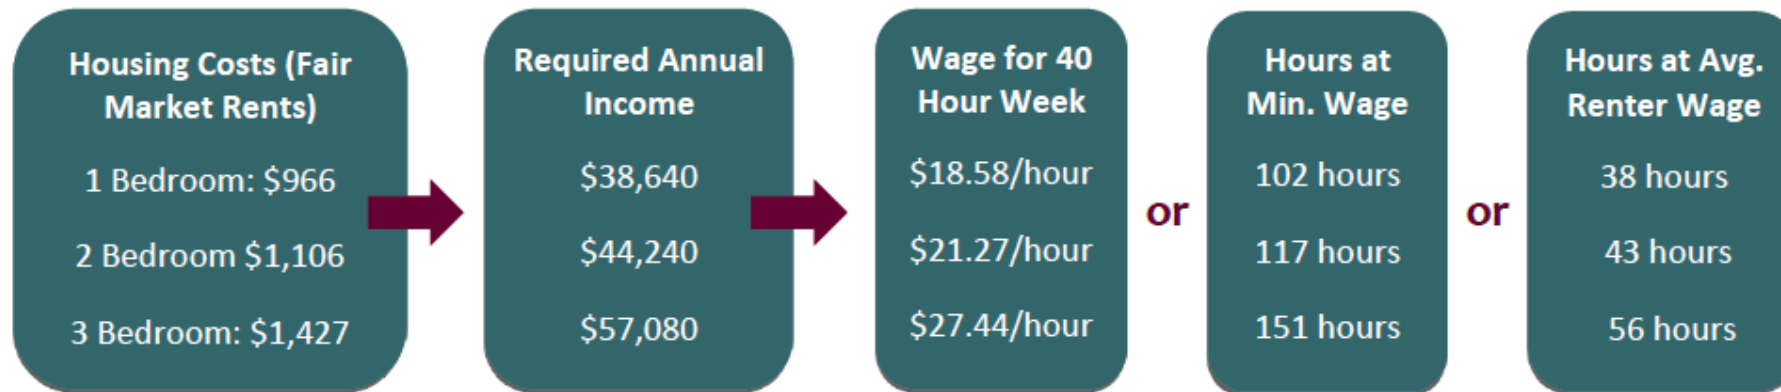 Housing Costs (Fair
Market Rents)
1 Bedroom: $966
2 Bedroom $1,106
3 Bedroom: $1,427
Required Annual
Income
$38,640
$44,240
$57,080
Wage for 40
Hour Week
$18.58/hour
$21.27/hour
$27.44/hour
or
Hours at
Min. Wage
102 hours
117 hours
151 hours
or
Hours at Avg.
Renter Wage
38 hours
43 hours
56 hours